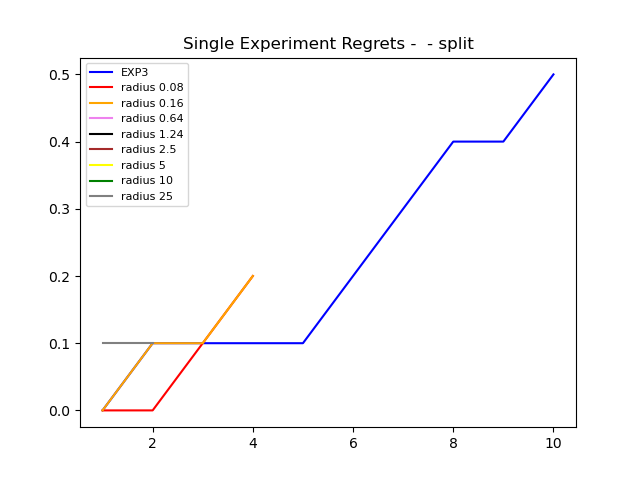 Single Experiment Regrets -  - split
EXP3
radius 0.08
radius 0.16
radius 0.64
radius 1.24
radius 2.5
radius 5
radius 10
radius 25
0.5
0.4
0.3
0.2
0.1
0.0
2 4 6 8 10